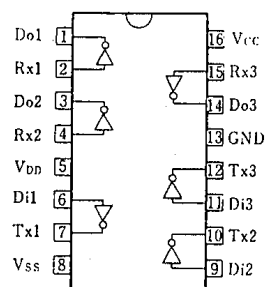 Do1 1 16 Vcc
Rx1 2 15 Rx3
Do2 3 14 Do3
Rx2 4 13 GND
VDD 5 12 Tx3
Di1 6 11 Di3
Tx1 7 10 Tx2
Vss 8 9 Di2